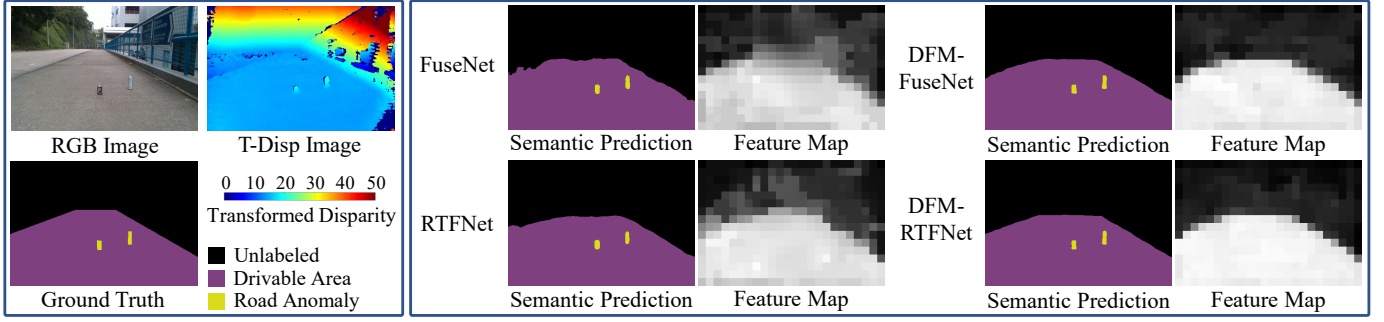 RGB Image
T-Disp Image
0 10 20 30 40 50
Transformed Disparity
Ground Truth
Unlabeled
Drivable Area
Road Anomaly
FuseNet
Semantic Prediction
Feature Map
DFM-
FuseNet
Semantic Prediction
Feature Map
RTFNet
Semantic Prediction
Feature Map
DFM-
RTFNet
Semantic Prediction
Feature Map